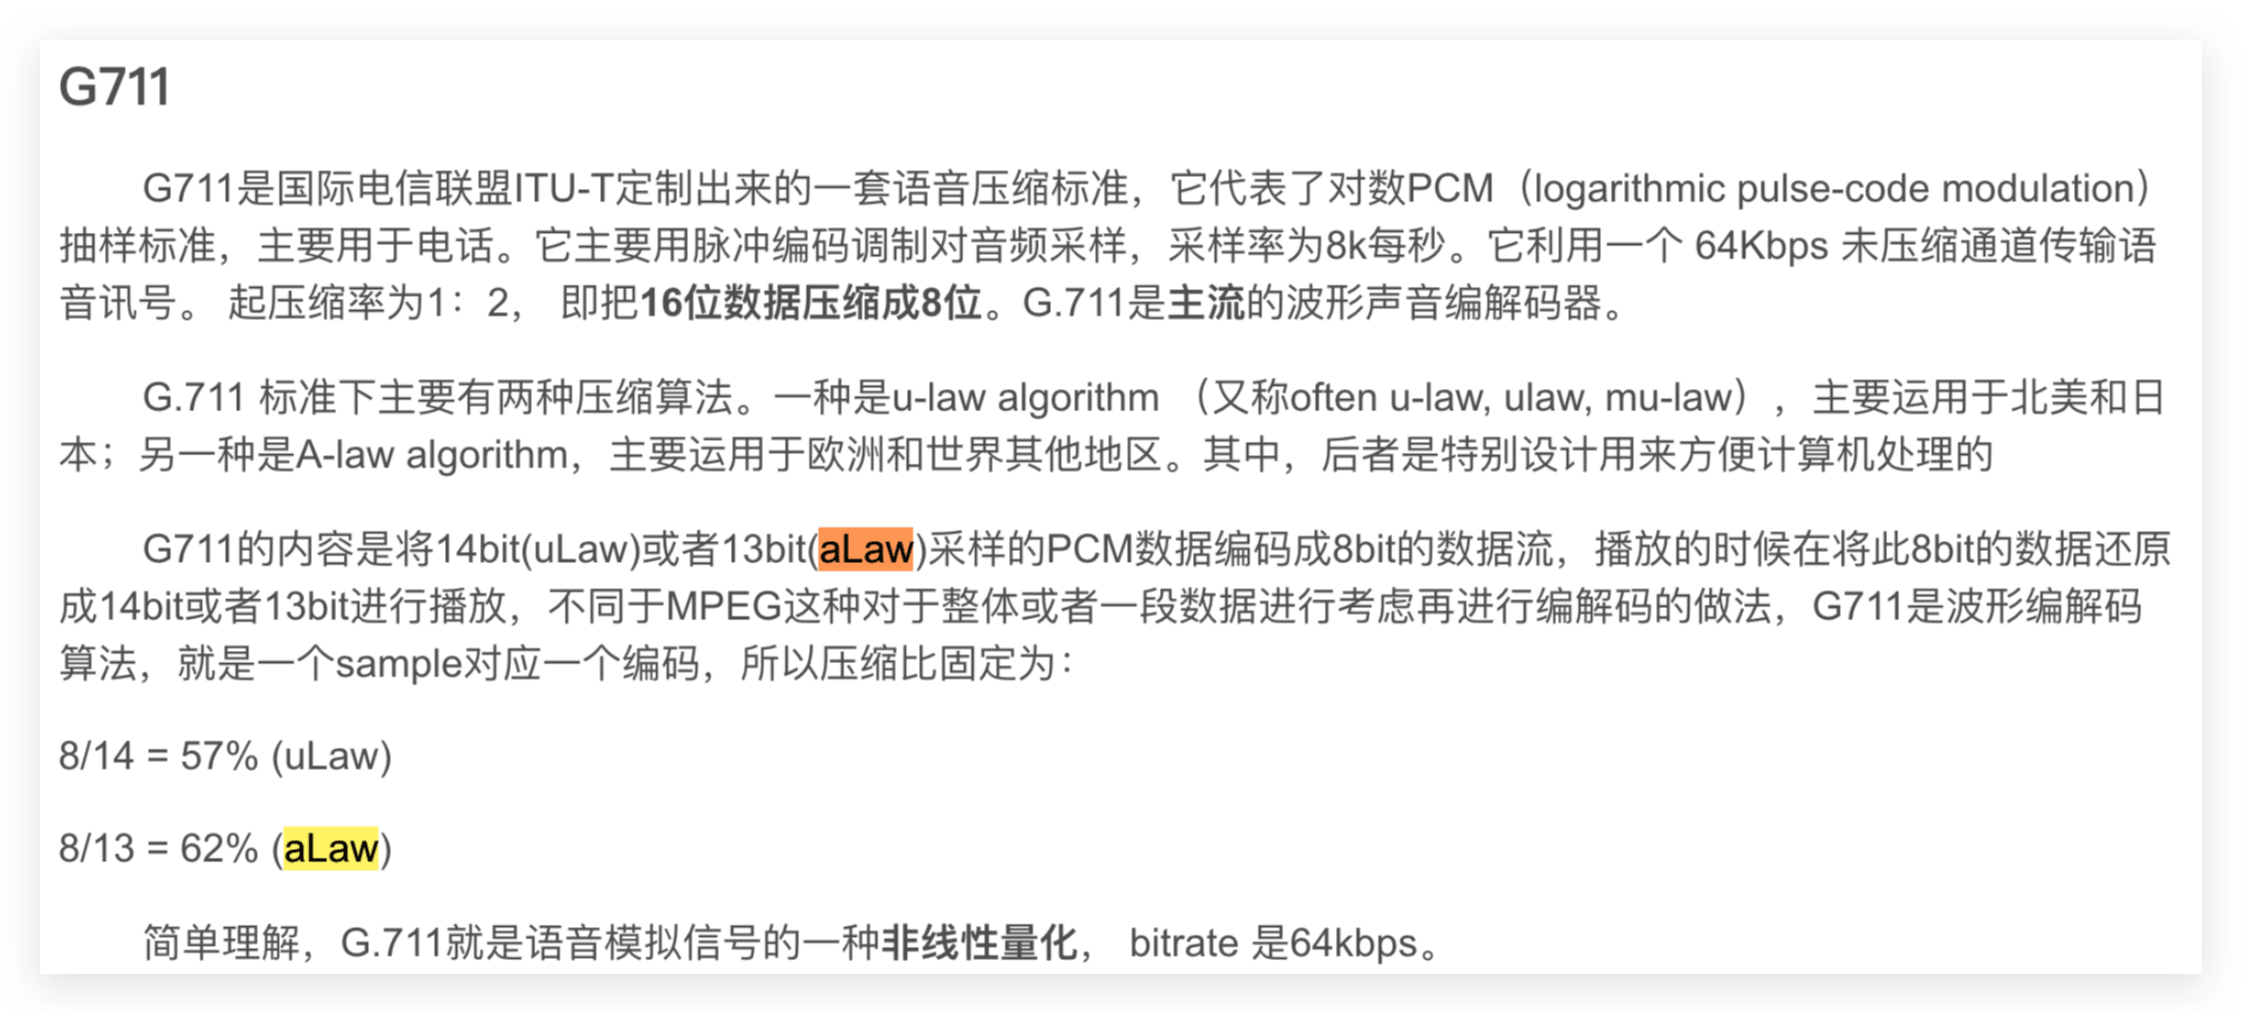 G711
G711是国际电信联盟ITU-T定制出来的一套语音压缩标准，它代表了对数PCM（logarithmic pulse-code modulation）
抽样标准，主要用于电话。它主要用脉冲编码调制对音频采样，采样率为8k每秒。它利用一个 64Kbps 未压缩通道传输语
音讯号。 起压缩率为1：2， 即把16位数据压缩成8位。G.711是主流的波形声音编解码器。
G.711 标准下主要有两种压缩算法。一种是u-law algorithm （又称often u-law, ulaw, mu-law），主要运用于北美和日
本；另一种是A-law algorithm，主要运用于欧洲和世界其他地区。其中，后者是特别设计用来方便计算机处理的
G711的内容是将14bit(uLaw)或者13bit(aLaw)采样的PCM数据编码成8bit的数据流，播放的时候在将此8bit的数据还原
成14bit或者13bit进行播放，不同于MPEG这种对于整体或者一段数据进行考虑再进行编解码的做法，G711是波形编解码
算法，就是一个sample对应一个编码，所以压缩比固定为：
8/14 = 57% (uLaw)
8/13 = 62% (aLaw)
简单理解，G.711就是语音模拟信号的一种非线性量化， bitrate 是64kbps。